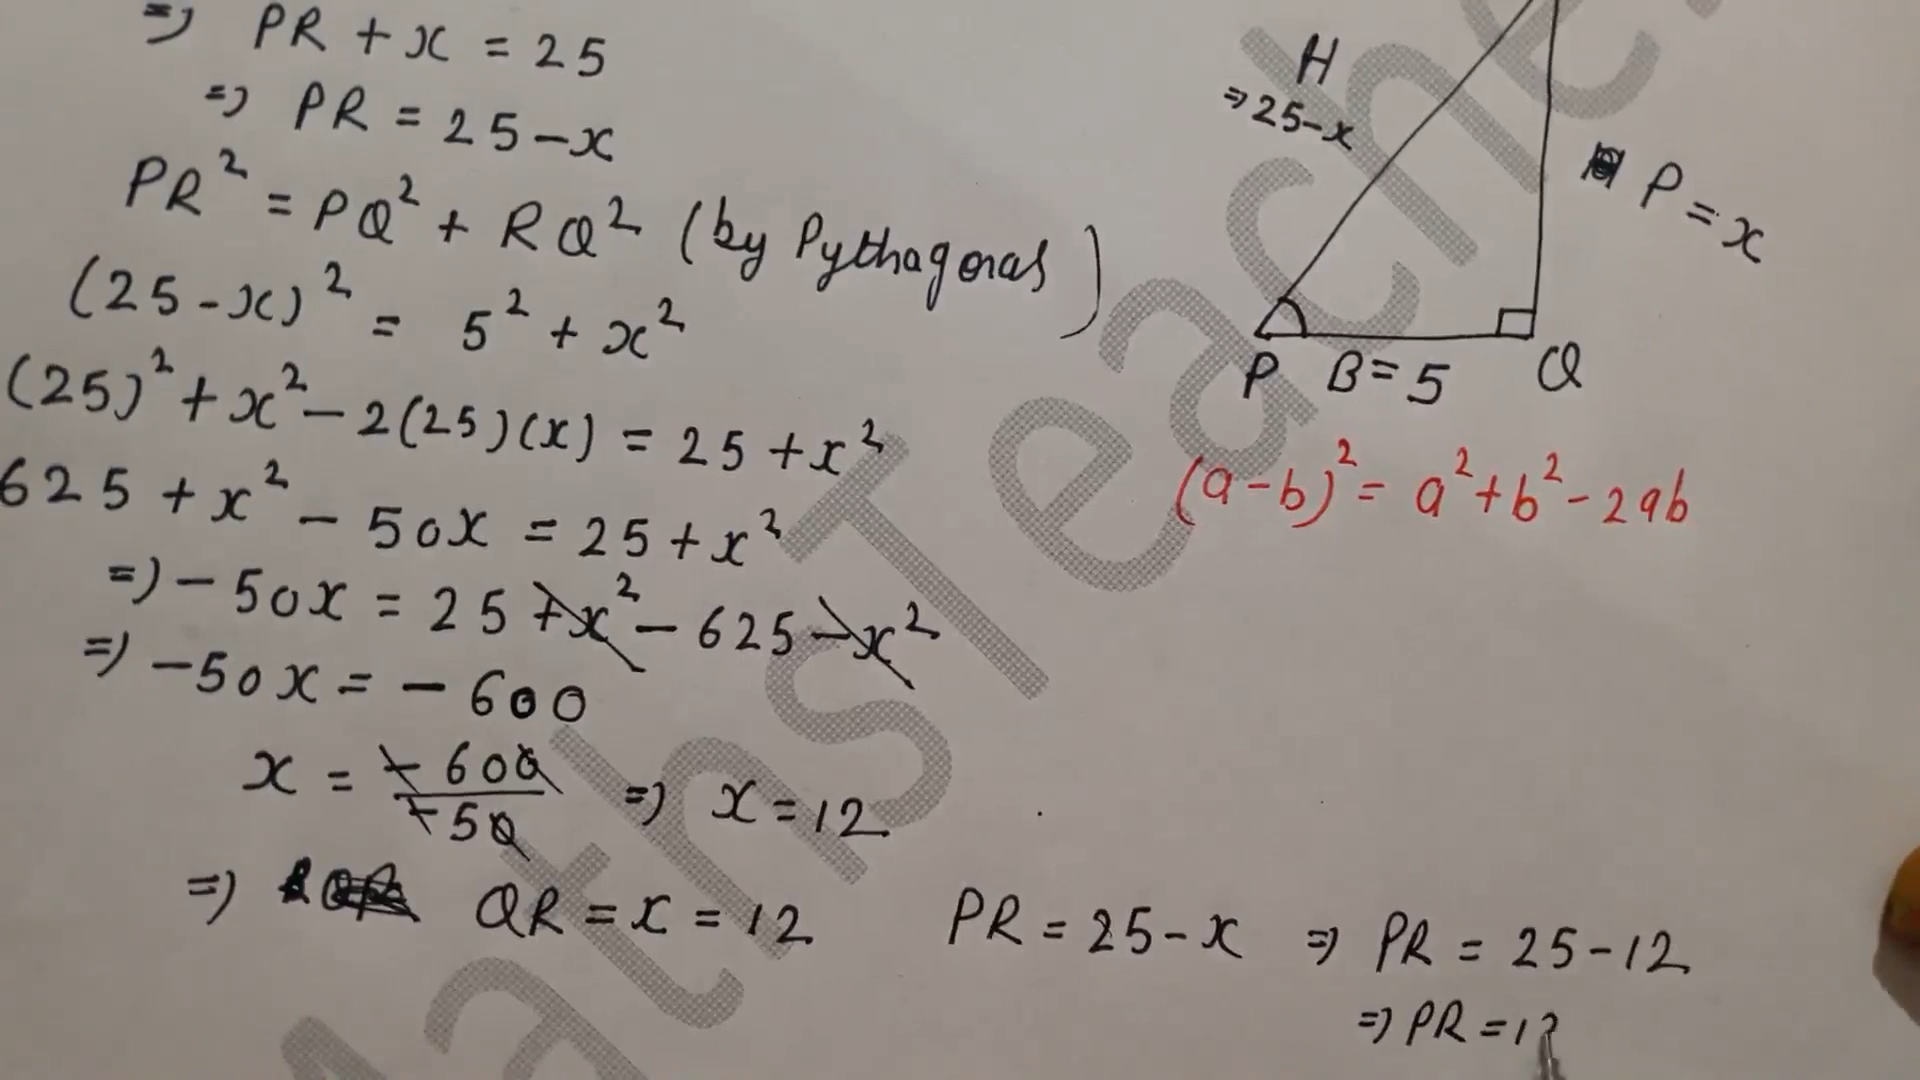 =) PR + x = 25
=) PR = 25 - x
PR² = PQ² + RQ² (by Pythagoras)
(25 - x)² = 5² + x²
(25)² + x² - 2(25)(x) = 25 + x²
625 + x² - 50x = 25 + x²
=) - 50x = 25 + x² - 625 - x²
=) - 50x = - 600
x = -600/-50 =) x = 12
=) QR = x = 12
PR = 25 - x =) PR = 25 - 12
=) PR = 13
H
=) 25 - x
P = x
P B = 5 Q
(a - b)² = a² + b² - 2ab
Maths Teache